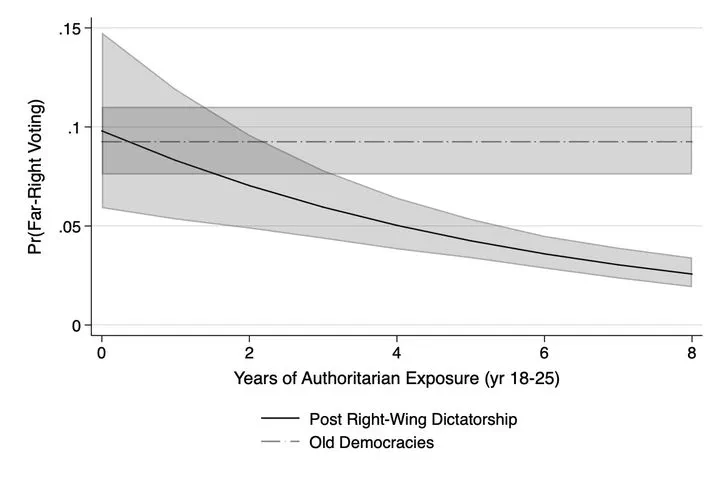 .15
.1
.05
0
Pr(Far-Right Voting)
0 2 4 6 8
Years of Authoritarian Exposure (yr 18-25)
Post Right-Wing Dictatorship
Old Democracies